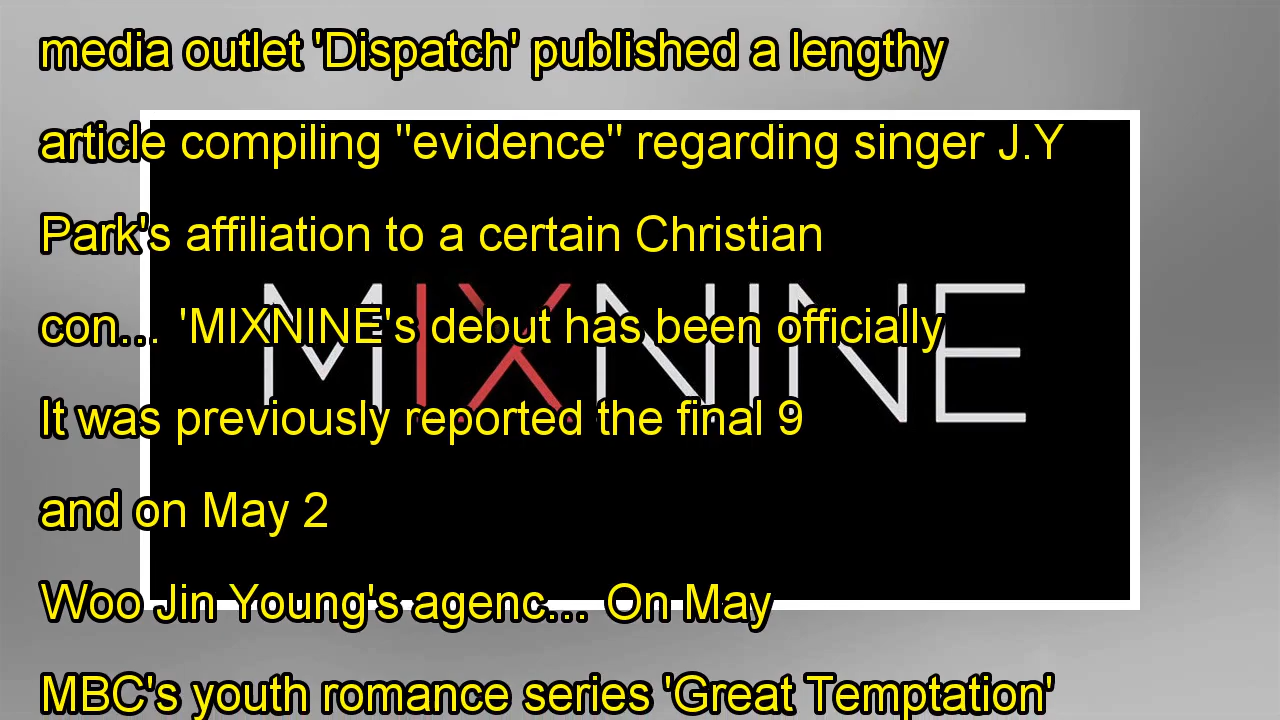 media outlet 'Dispatch' published a lengthy
article compiling "evidence" regarding singer J.Y
Park's affiliation to a certain Christian
con... 'MIXNINE's debut has been officially
MIXNINE
It was previously reported the final 9
and on May 2
Woo Jin Young's agenc... On May
MBC's youth romance series 'Great Temptation'